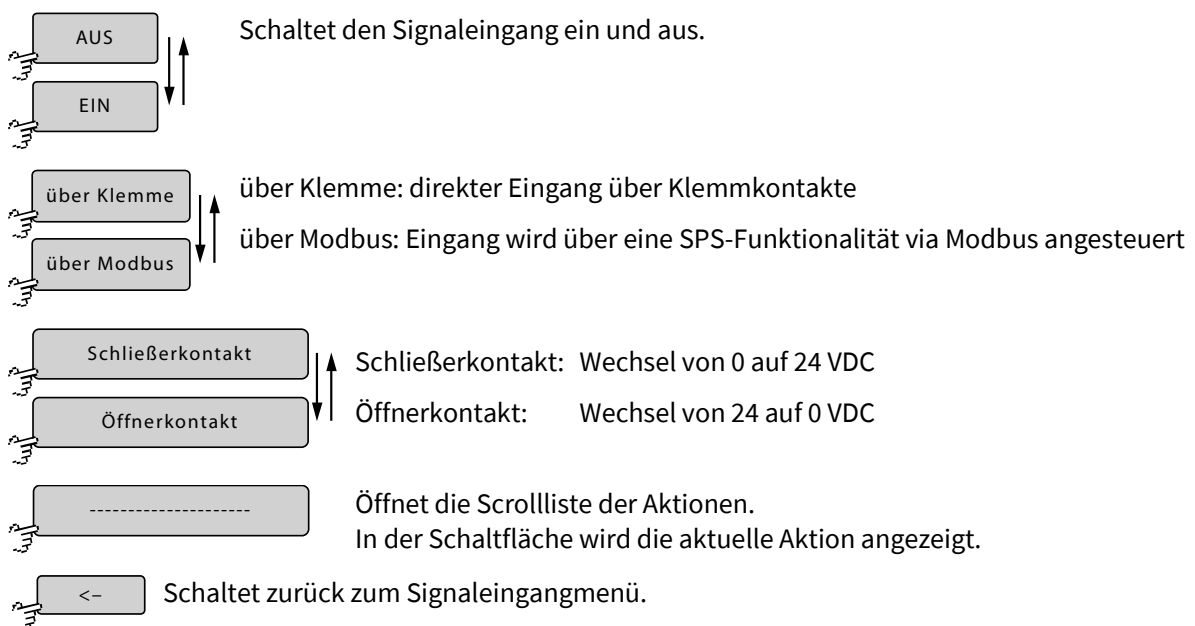 AUS
Schaltet den Signaleingang ein und aus.
EIN
über Klemme
über Klemme: direkter Eingang über Klemmkontakte
über Modbus
über Modbus: Eingang wird über eine SPS-Funktionalität via Modbus angesteuert
Schließerkontakt
Schließerkontakt: Wechsel von 0 auf 24 VDC
Öffnerkontakt
Öffnerkontakt: Wechsel von 24 auf 0 VDC
---------------------
Öffnet die Scrollliste der Aktionen.
In der Schaltfläche wird die aktuelle Aktion angezeigt.
<–
Schaltet zurück zum Signaleingangmenü.